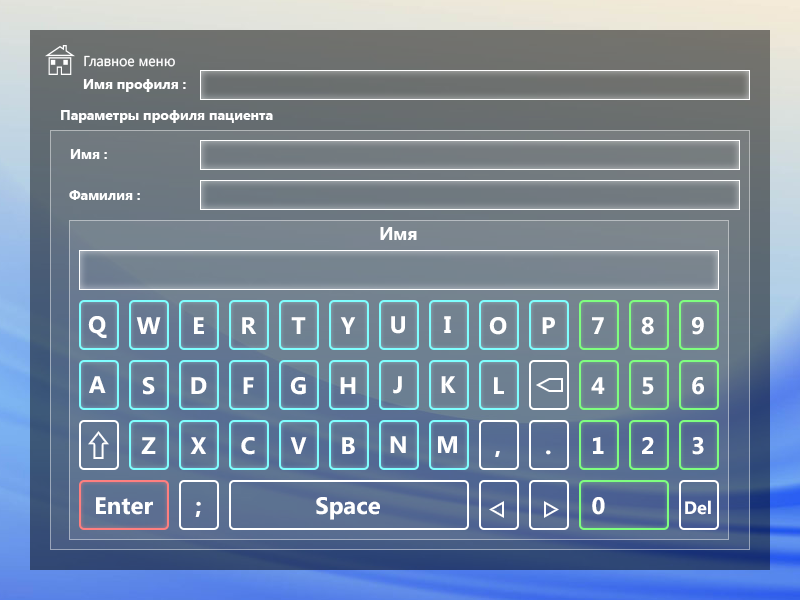 Главное меню
Имя профиля :
Параметры профиля пациента
Имя :
Фамилия :
Имя
Q W E R T Y U I O P 7 8 9
A S D F G H J K L 4 5 6
Z X C V B N M , . 1 2 3
Enter ; Space 0 Del